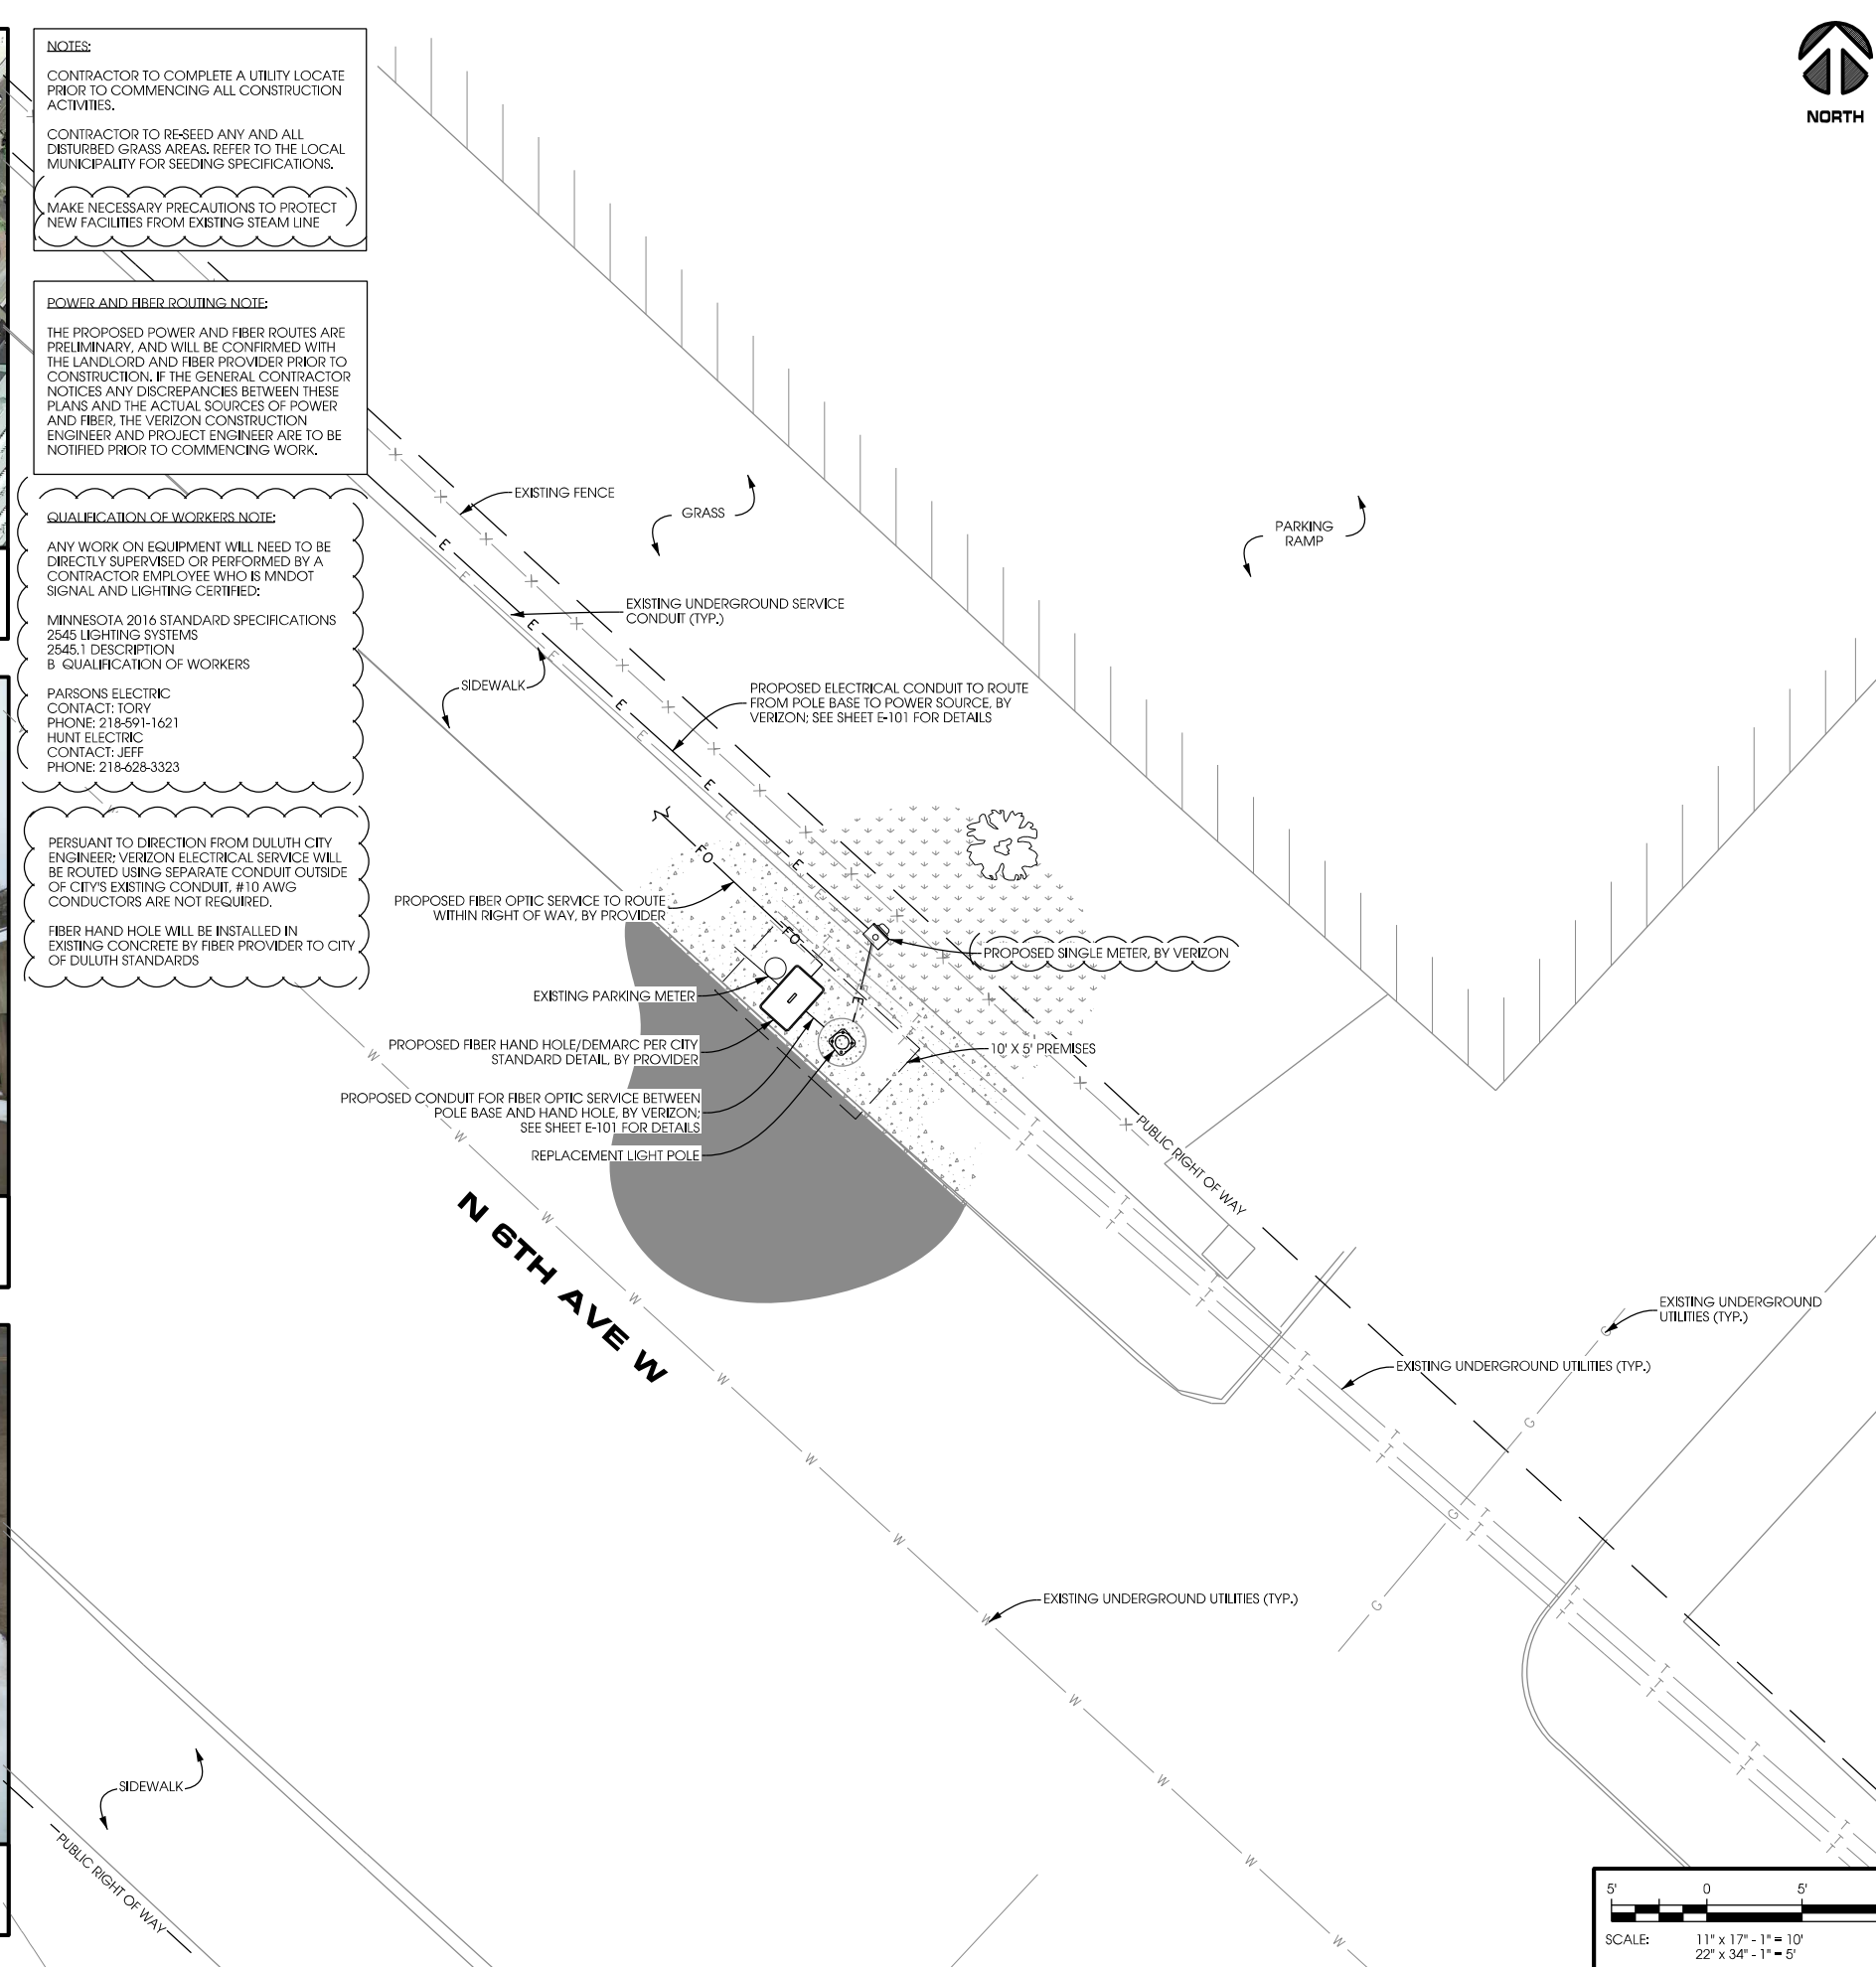 NOTES:
CONTRACTOR TO COMPLETE A UTILITY LOCATE
PRIOR TO COMMENCING ALL CONSTRUCTION
ACTIVITIES.
CONTRACTOR TO RE-SEED ANY AND ALL
DISTURBED GRASS AREAS. REFER TO THE LOCAL
MUNICIPALITY FOR SEEDING SPECIFICATIONS.
MAKE NECESSARY PRECAUTIONS TO PROTECT
NEW FACILITIES FROM EXISTING STEAM LINE
POWER AND FIBER ROUTING NOTE:
THE PROPOSED POWER AND FIBER ROUTES ARE
PRELIMINARY, AND WILL BE CONFIRMED WITH
THE LANDLORD AND FIBER PROVIDER PRIOR TO
CONSTRUCTION. IF THE GENERAL CONTRACTOR
NOTICES ANY DISCREPANCIES BETWEEN THESE
PLANS AND THE ACTUAL SOURCES OF POWER
AND FIBER, THE VERIZON CONSTRUCTION
ENGINEER AND PROJECT ENGINEER ARE TO BE
NOTIFIED PRIOR TO COMMENCING WORK.
QUALIFICATION OF WORKERS NOTE:
ANY WORK ON EQUIPMENT WILL NEED TO BE
DIRECTLY SUPERVISED OR PERFORMED BY A
CONTRACTOR EMPLOYEE WHO IS MNDOT
SIGNAL AND LIGHTING CERTIFIED:
MINNESOTA 2016 STANDARD SPECIFICATIONS
2545 LIGHTING SYSTEMS
2545.1 DESCRIPTION
B QUALIFICATION OF WORKERS
PARSONS ELECTRIC
CONTACT: TORY
PHONE: 218-591-1621
HUNT ELECTRIC
CONTACT: JEFF
PHONE: 218-628-3323
PERSUANT TO DIRECTION FROM DULUTH CITY
ENGINEER; VERIZON ELECTRICAL SERVICE WILL
BE ROUTED USING SEPARATE CONDUIT OUTSIDE
OF CITY'S EXISTING CONDUIT, #10 AWG
CONDUCTORS ARE NOT REQUIRED.
FIBER HAND HOLE WILL BE INSTALLED IN
EXISTING CONCRETE BY FIBER PROVIDER TO CITY
OF DULUTH STANDARDS
NORTH
EXISTING FENCE
GRASS
PARKING
RAMP
EXISTING UNDERGROUND SERVICE
CONDUIT (TYP.)
SIDEWALK
PROPOSED ELECTRICAL CONDUIT TO ROUTE
FROM POLE BASE TO POWER SOURCE, BY
VERIZON; SEE SHEET E-101 FOR DETAILS
PROPOSED FIBER OPTIC SERVICE TO ROUTE
WITHIN RIGHT OF WAY, BY PROVIDER
PROPOSED SINGLE METER, BY VERIZON
EXISTING PARKING METER
PROPOSED FIBER HAND HOLE/DEMARC PER CITY
STANDARD DETAIL, BY PROVIDER
10' X 5' PREMISES
PROPOSED CONDUIT FOR FIBER OPTIC SERVICE BETWEEN
POLE BASE AND HAND HOLE, BY VERIZON;
SEE SHEET E-101 FOR DETAILS
REPLACEMENT LIGHT POLE
PUBLIC RIGHT OF WAY
N 6TH AVE W
EXISTING UNDERGROUND
UTILITIES (TYP.)
EXISTING UNDERGROUND UTILITIES (TYP.)
EXISTING UNDERGROUND UTILITIES (TYP.)
SIDEWALK
PUBLIC RIGHT OF WAY
5' 0 5'
SCALE: 11" x 17" - 1" = 10'
22" x 34" - 1" = 5'